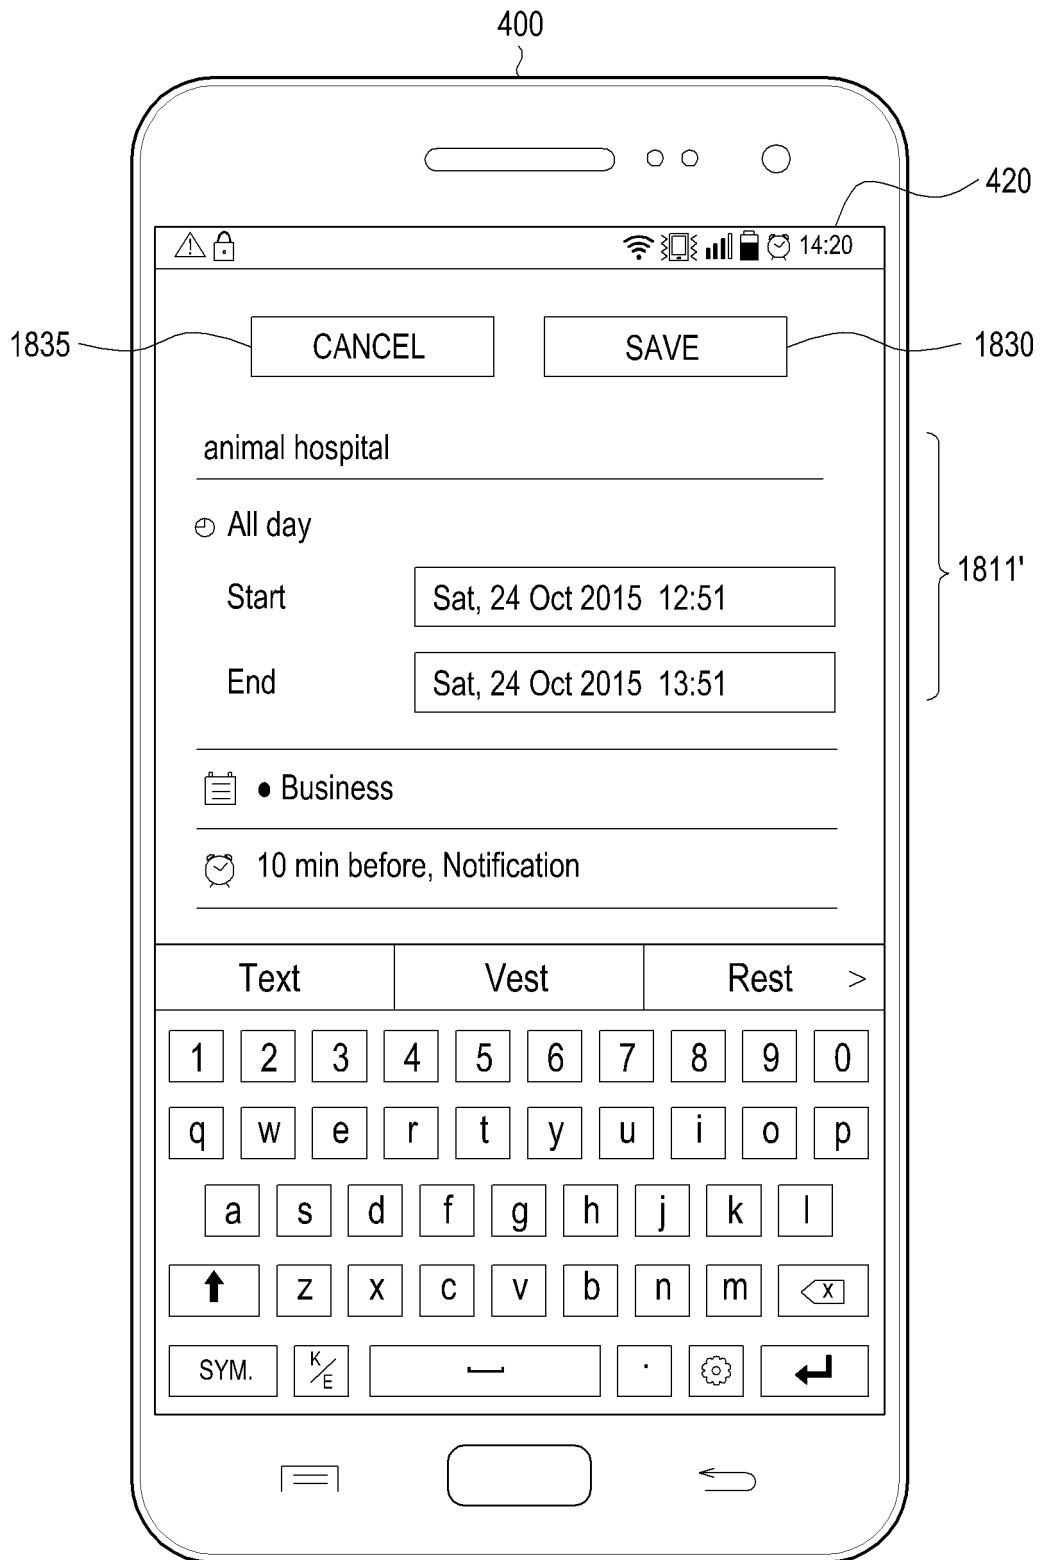 400
420
14:20
1835 CANCEL SAVE 1830
animal hospital
All day
1811'
Start Sat, 24 Oct 2015 12:51
End Sat, 24 Oct 2015 13:51
• Business
10 min before, Notification
Text Vest Rest >
1 2 3 4 5 6 7 8 9 0
q w e r t y u i o p
a s d f g h j k l
z x c v b n m x
SYM. K/E .